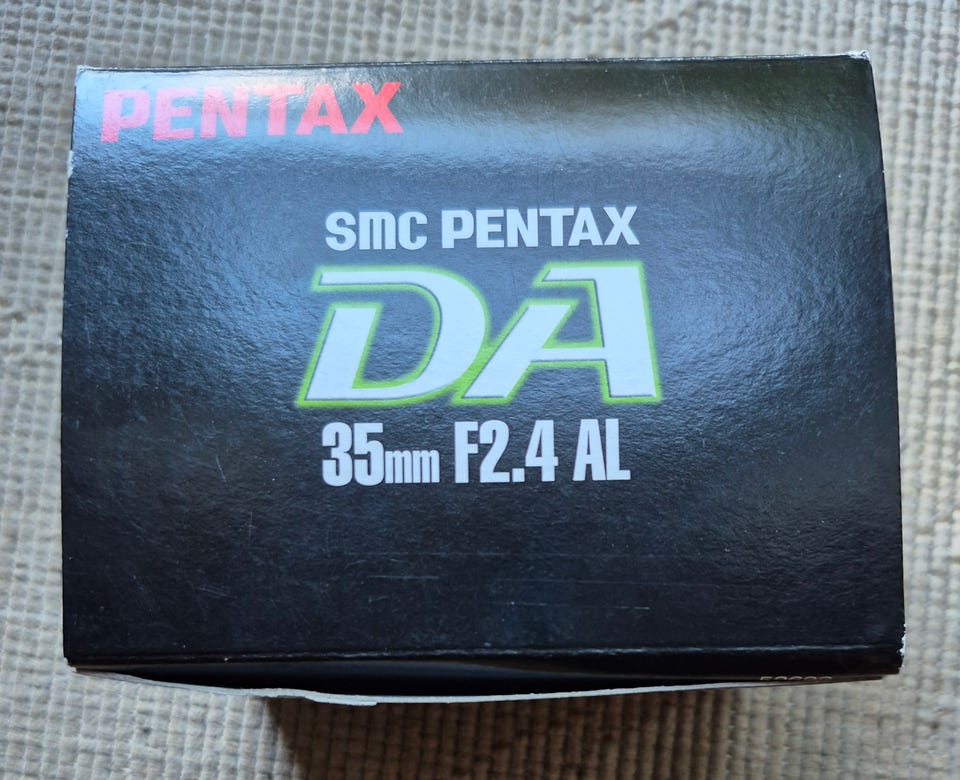 PENTAX
smc PENTAX
DA
35mm F2.4 AL